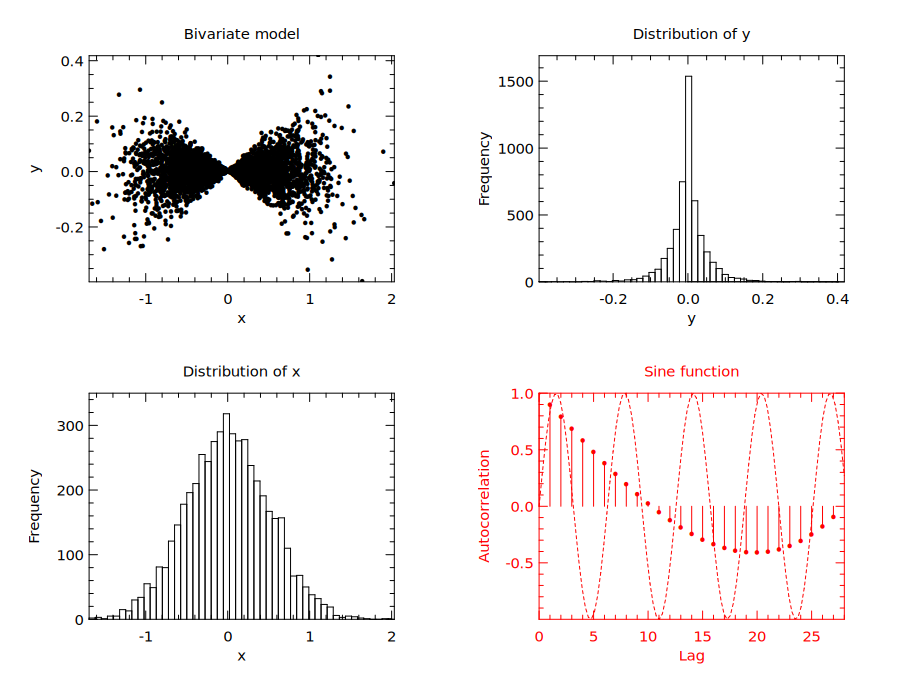 Bivariate model
0.4
0.2
0.0
-0.2
y
-1 0 1 2
x
Distribution of y
1500
1000
500
0
Frequency
-0.2 0.0 0.2 0.4
y
Distribution of x
300
200
100
0
Frequency
-1 0 1 2
x
Sine function
1.0
0.5
0.0
-0.5
Autocorrelation
0 5 10 15 20 25
Lag